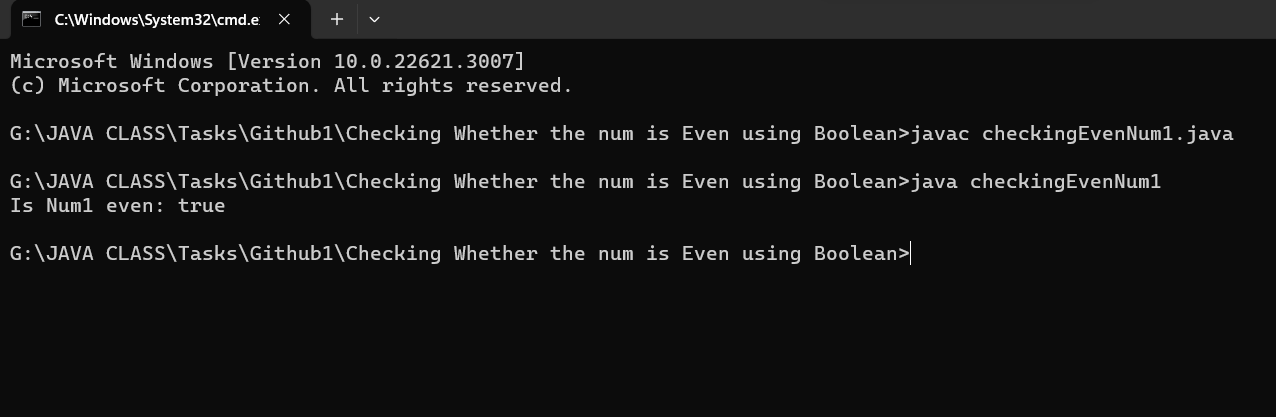 C:\Windows\System32\cmd.e
Microsoft Windows [Version 10.0.22621.3007]
(c) Microsoft Corporation. All rights reserved.
G:\JAVA CLASS\Tasks\Github1\Checking Whether the num is Even using Boolean>javac checkingEvenNum1.java
G:\JAVA CLASS\Tasks\Github1\Checking Whether the num is Even using Boolean>java checkingEvenNum1
Is Num1 even: true
G:\JAVA CLASS\Tasks\Github1\Checking Whether the num is Even using Boolean>